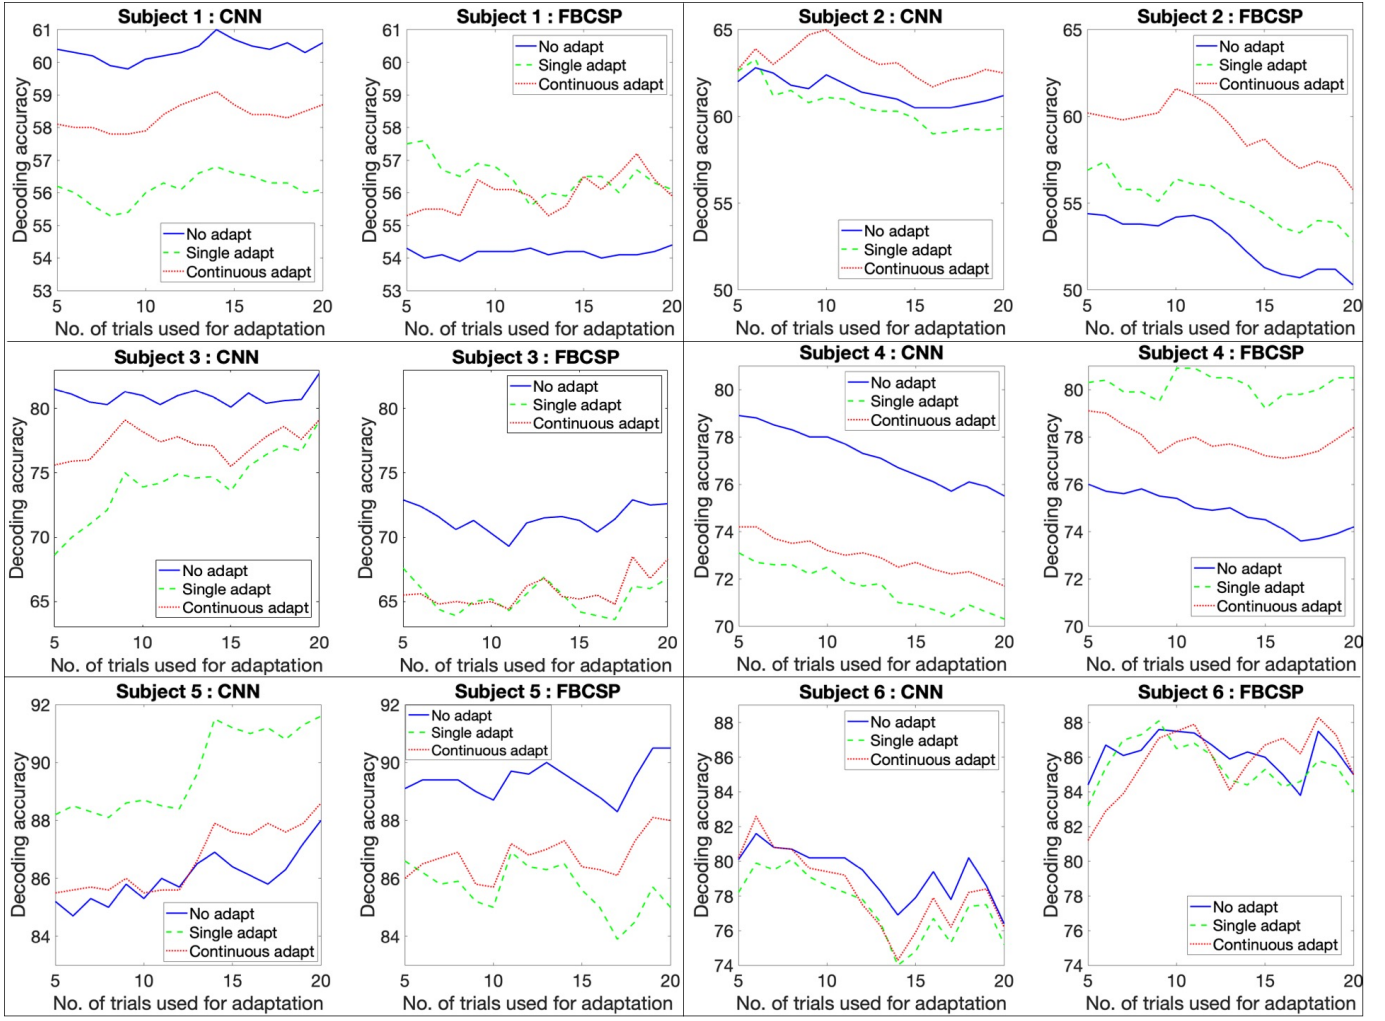 Subject 1 : CNN
Decoding accuracy
61
60
59
58
57
56
55
54
53
No adapt
Single adapt
Continuous adapt
5 10 15 20
No. of trials used for adaptation
Subject 1 : FBCSP
Decoding accuracy
61
60
59
58
57
56
55
54
53
No adapt
Single adapt
Continuous adapt
5 10 15 20
No. of trials used for adaptation
Subject 2 : CNN
Decoding accuracy
65
60
55
50
No adapt
Single adapt
Continuous adapt
5 10 15 20
No. of trials used for adaptation
Subject 2 : FBCSP
Decoding accuracy
65
60
55
50
No adapt
Single adapt
Continuous adapt
5 10 15 20
No. of trials used for adaptation
Subject 3 : CNN
Decoding accuracy
80
75
70
65
No adapt
Single adapt
Continuous adapt
5 10 15 20
No. of trials used for adaptation
Subject 3 : FBCSP
Decoding accuracy
80
75
70
65
No adapt
Single adapt
Continuous adapt
5 10 15 20
No. of trials used for adaptation
Subject 4 : CNN
Decoding accuracy
80
78
76
74
72
70
No adapt
Single adapt
Continuous adapt
5 10 15 20
No. of trials used for adaptation
Subject 4 : FBCSP
Decoding accuracy
80
78
76
74
72
70
No adapt
Single adapt
Continuous adapt
5 10 15 20
No. of trials used for adaptation
Subject 5 : CNN
Decoding accuracy
92
90
88
86
84
No adapt
Single adapt
Continuous adapt
5 10 15 20
No. of trials used for adaptation
Subject 5 : FBCSP
Decoding accuracy
92
90
88
86
84
No adapt
Single adapt
Continuous adapt
5 10 15 20
No. of trials used for adaptation
Subject 6 : CNN
Decoding accuracy
88
86
84
82
80
78
76
74
No adapt
Single adapt
Continuous adapt
5 10 15 20
No. of trials used for adaptation
Subject 6 : FBCSP
Decoding accuracy
88
86
84
82
80
78
76
74
No adapt
Single adapt
Continuous adapt
5 10 15 20
No. of trials used for adaptation